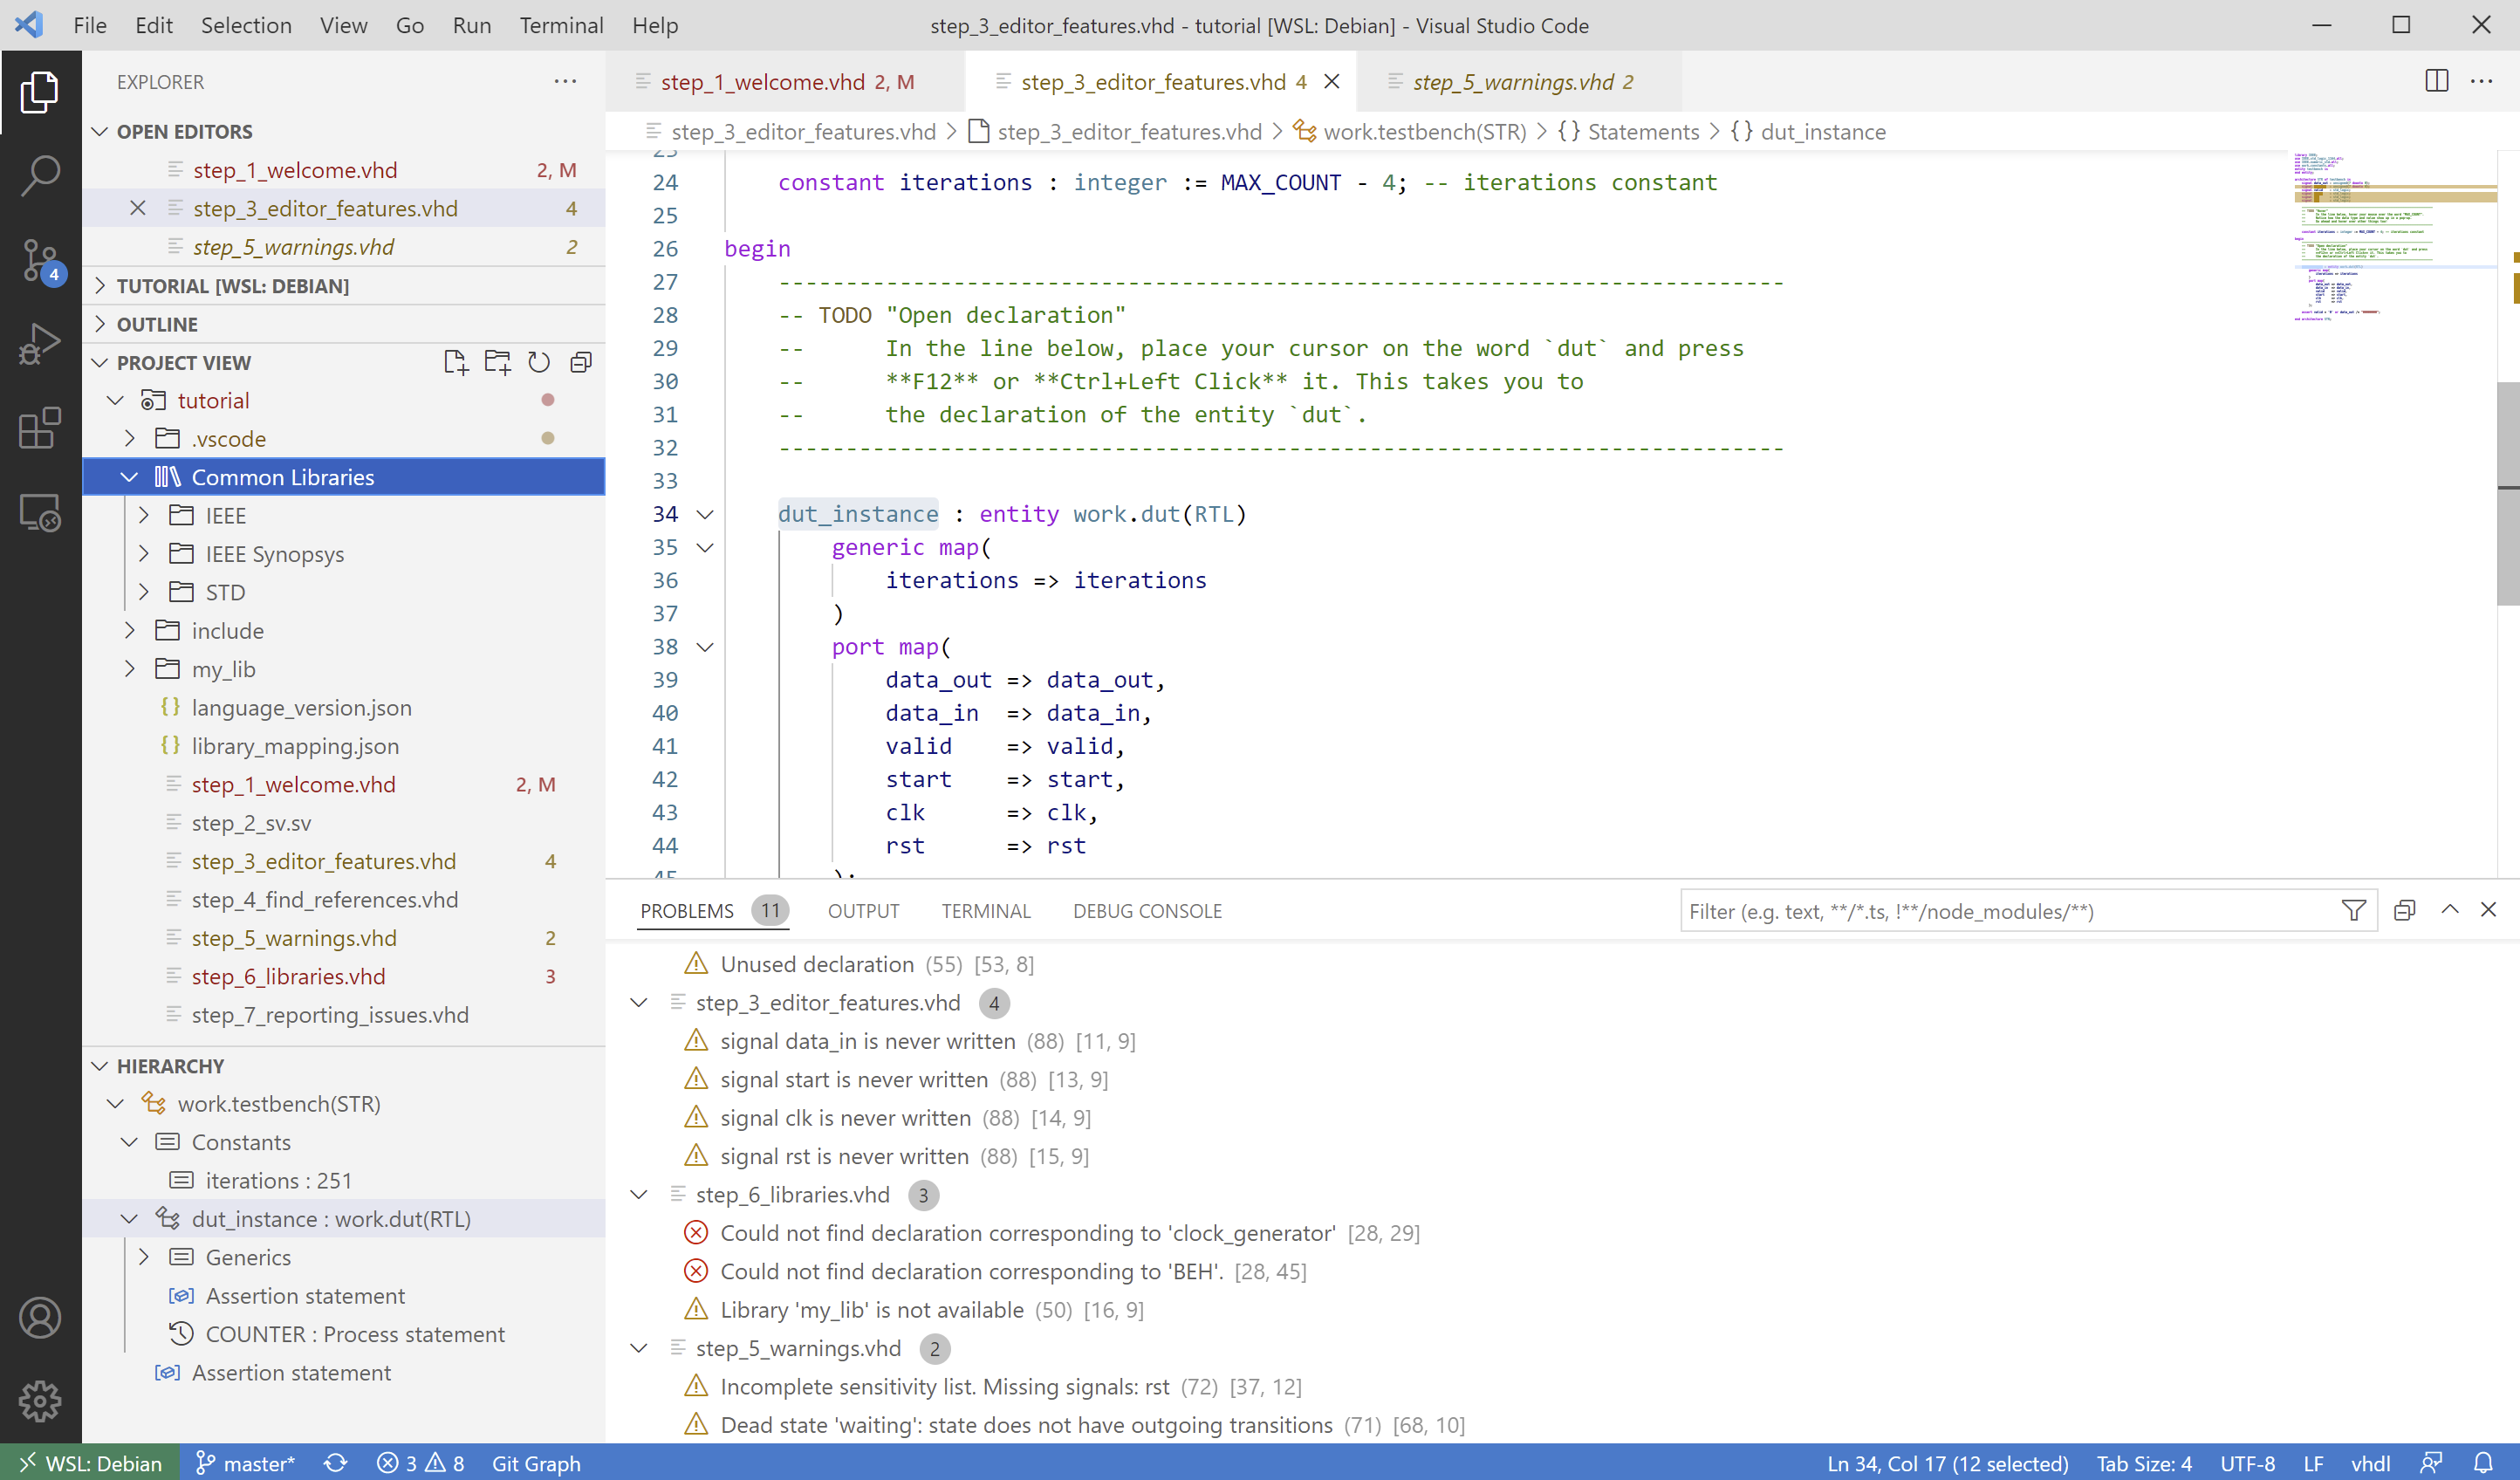 File Edit Selection View Go Run Terminal Help
step_3_editor_features.vhd - tutorial [WSL: Debian] - Visual Studio Code
EXPLORER
OPEN EDITORS
step_1_welcome.vhd 2, M
step_3_editor_features.vhd 4
step_5_warnings.vhd 2
4
TUTORIAL [WSL: DEBIAN]
OUTLINE
PROJECT VIEW
tutorial
.vscode
Common Libraries
IEEE
IEEE Synopsys
STD
include
my_lib
{} language_version.json
{} library_mapping.json
step_1_welcome.vhd 2, M
step_2_sv.sv
step_3_editor_features.vhd 4
step_4_find_references.vhd
step_5_warnings.vhd 2
step_6_libraries.vhd 3
step_7_reporting_issues.vhd
HIERARCHY
work.testbench(STR)
Constants
iterations : 251
dut_instance : work.dut(RTL)
Generics
Assertion statement
COUNTER : Process statement
Assertion statement
step_1_welcome.vhd 2, M
step_3_editor_features.vhd 4
step_5_warnings.vhd 2
step_3_editor_features.vhd > step_3_editor_features.vhd > work.testbench(STR) > {} Statements > {} dut_instance
23
24 constant iterations : integer := MAX_COUNT - 4; -- iterations constant
25
26 begin
27 ---------------------------------------------------------------------------
28 -- TODO "Open declaration"
29 -- In the line below, place your cursor on the word `dut` and press
30 -- **F12** or **Ctrl+Left Click** it. This takes you to
31 -- the declaration of the entity `dut`.
32 ---------------------------------------------------------------------------
33
34 dut_instance : entity work.dut(RTL)
35 generic map(
36 iterations => iterations
37 )
38 port map(
39 data_out => data_out,
40 data_in => data_in,
41 valid => valid,
42 start => start,
43 clk => clk,
44 rst => rst
45 );
PROBLEMS 11 OUTPUT TERMINAL DEBUG CONSOLE
Filter (e.g. text, **/*.ts, !**/node_modules/**)
Unused declaration (55) [53, 8]
step_3_editor_features.vhd 4
signal data_in is never written (88) [11, 9]
signal start is never written (88) [13, 9]
signal clk is never written (88) [14, 9]
signal rst is never written (88) [15, 9]
step_6_libraries.vhd 3
Could not find declaration corresponding to 'clock_generator' [28, 29]
Could not find declaration corresponding to 'BEH'. [28, 45]
Library 'my_lib' is not available (50) [16, 9]
step_5_warnings.vhd 2
Incomplete sensitivity list. Missing signals: rst (72) [37, 12]
Dead state 'waiting': state does not have outgoing transitions (71) [68, 10]
WSL: Debian master* 3 8 Git Graph
Ln 34, Col 17 (12 selected) Tab Size: 4 UTF-8 LF vhdl